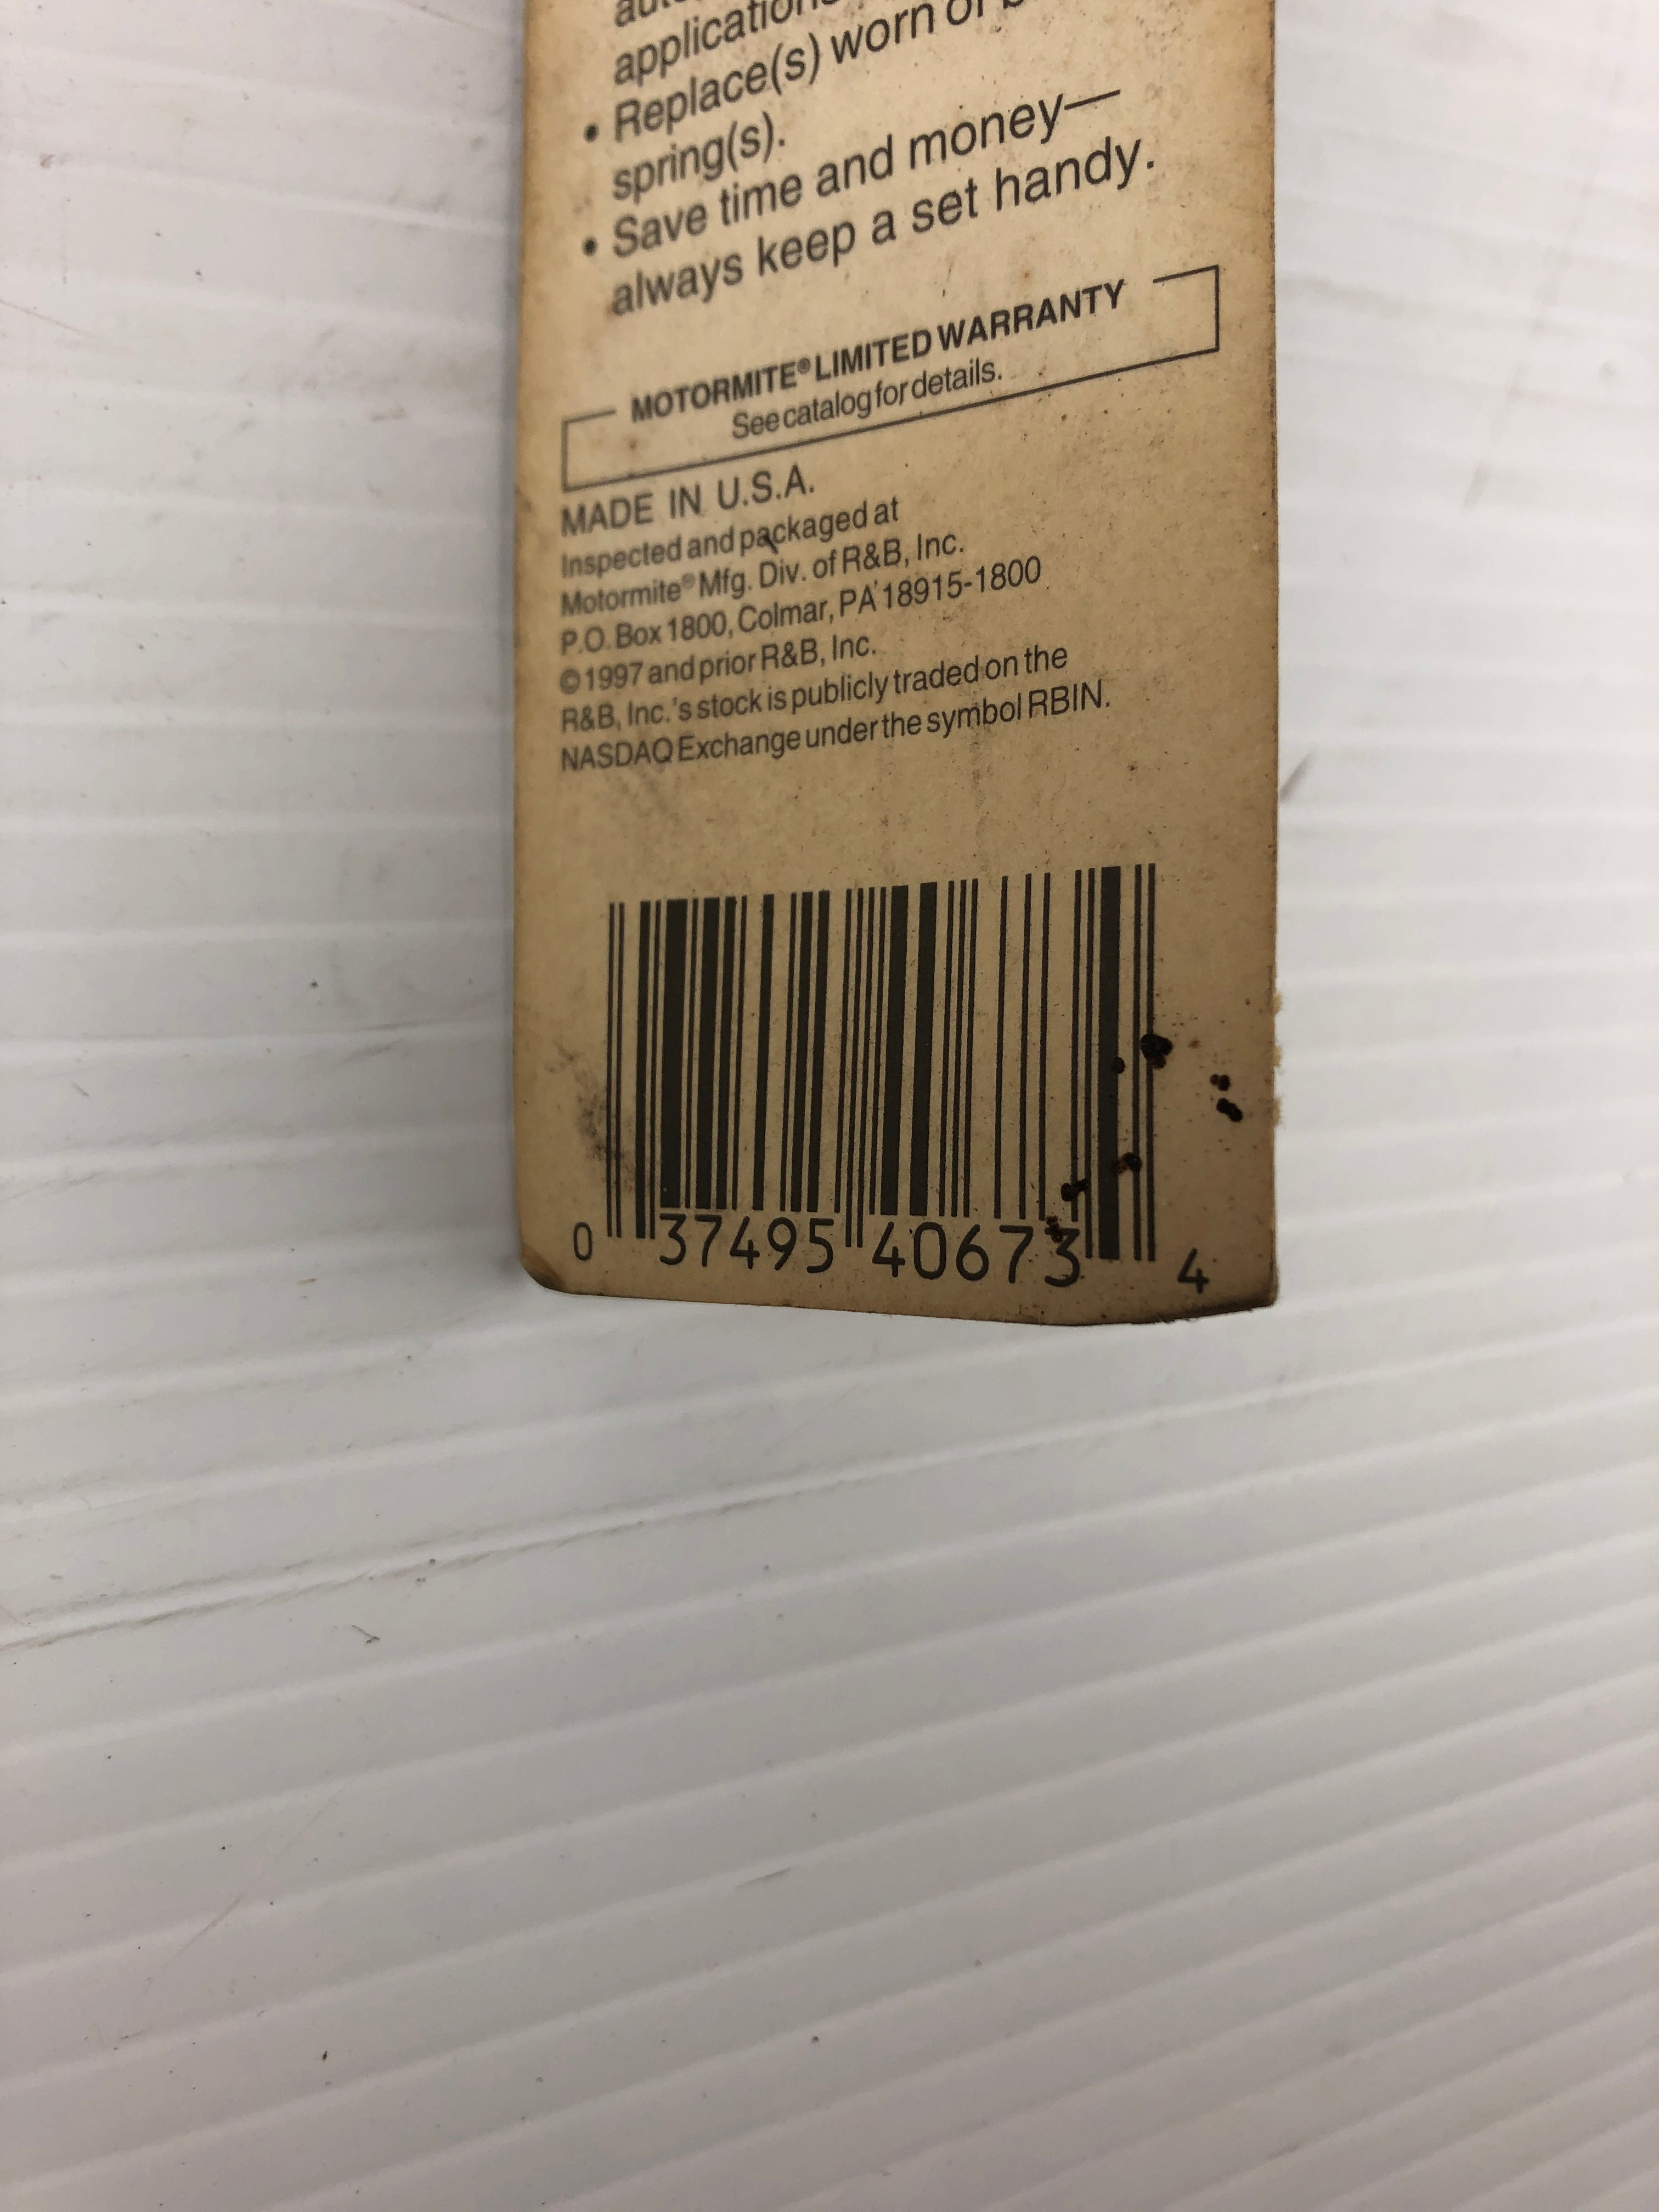 applications
• Replace(s) worn or
spring(s).
• Save time and money—
always keep a set handy.
MOTORMITE® LIMITED WARRANTY
See catalog for details.
MADE IN U.S.A.
Inspected and packaged at
Motormite® Mfg. Div. of R&B, Inc.
P.O. Box 1800, Colmar, PA 18915-1800
©1997 and prior R&B, Inc.
R&B, Inc.'s stock is publicly traded on the
NASDAQ Exchange under the symbol RBIN.
0 37495 40673 4